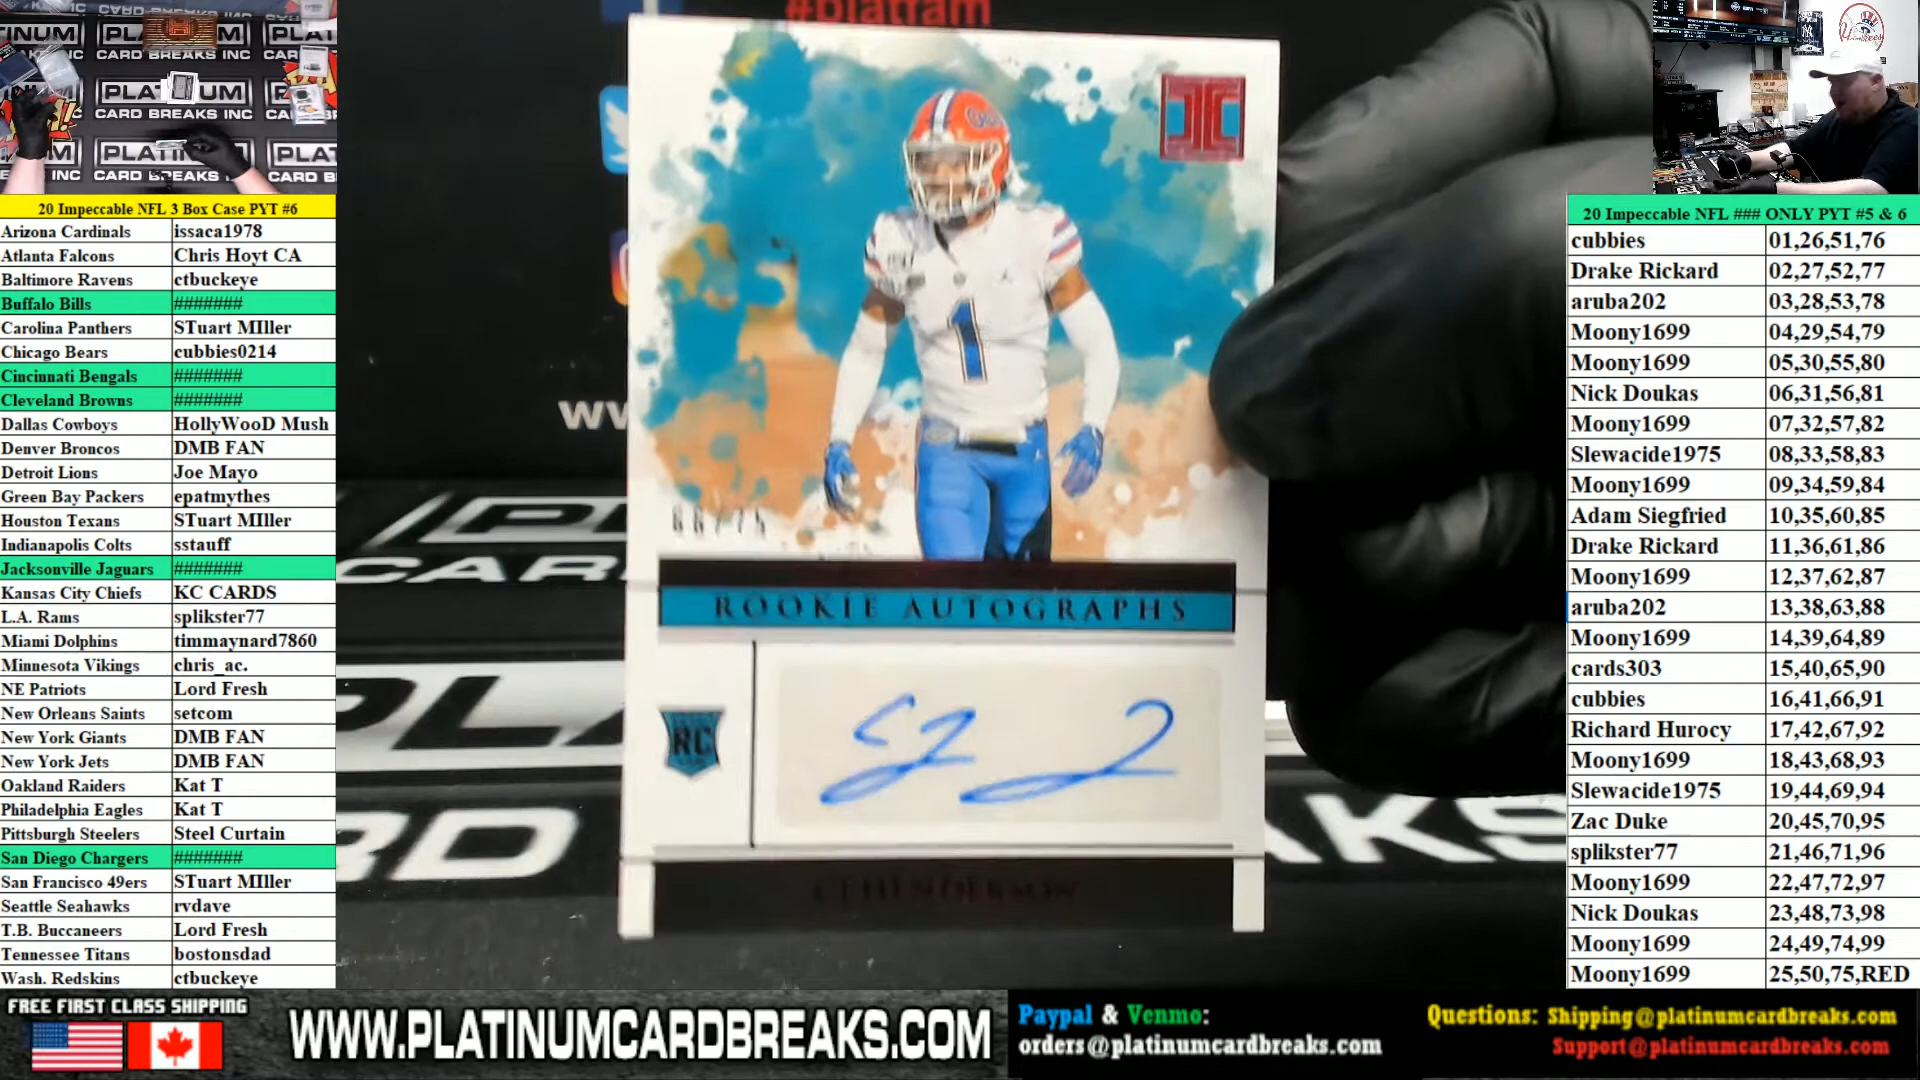 #platfam
PLATINUM
CARD BREAKS INC
PLATINUM
CARD BREAKS INC
20 Impeccable NFL 3 Box Case PYT #6
Arizona Cardinals issaca1978
Atlanta Falcons Chris Hoyt CA
Baltimore Ravens ctbuckeye
Buffalo Bills #######
Carolina Panthers STuart MIller
Chicago Bears cubbies0214
Cincinnati Bengals #######
Cleveland Browns #######
Dallas Cowboys HollyWooD Mush
Denver Broncos DMB FAN
Detroit Lions Joe Mayo
Green Bay Packers epatmythes
Houston Texans STuart MIller
Indianapolis Colts sstauff
Jacksonville Jaguars #######
Kansas City Chiefs KC CARDS
L.A. Rams splikster77
Miami Dolphins timmaynard7860
Minnesota Vikings chris_ac.
NE Patriots Lord Fresh
New Orleans Saints setcom
New York Giants DMB FAN
New York Jets DMB FAN
Oakland Raiders Kat T
Philadelphia Eagles Kat T
Pittsburgh Steelers Steel Curtain
San Diego Chargers #######
San Francisco 49ers STuart MIller
Seattle Seahawks rvdave
T.B. Buccaneers Lord Fresh
Tennessee Titans bostonsdad
Wash. Redskins ctbuckeye
1
ROOKIE AUTOGRAPHS
RC
CJ HENDERSON
20 Impeccable NFL ### ONLY PYT #5 & 6
cubbies 01,26,51,76
Drake Rickard 02,27,52,77
aruba202 03,28,53,78
Moony1699 04,29,54,79
Moony1699 05,30,55,80
Nick Doukas 06,31,56,81
Moony1699 07,32,57,82
Slewacide1975 08,33,58,83
Moony1699 09,34,59,84
Adam Siegfried 10,35,60,85
Drake Rickard 11,36,61,86
Moony1699 12,37,62,87
aruba202 13,38,63,88
Moony1699 14,39,64,89
cards303 15,40,65,90
cubbies 16,41,66,91
Richard Hurocy 17,42,67,92
Moony1699 18,43,68,93
Slewacide1975 19,44,69,94
Zac Duke 20,45,70,95
splikster77 21,46,71,96
Moony1699 22,47,72,97
Nick Doukas 23,48,73,98
Moony1699 24,49,74,99
Moony1699 25,50,75,RED
FREE FIRST CLASS SHIPPING
WWW.PLATINUMCARDBREAKS.COM
Paypal & Venmo:
orders@platinumcardbreaks.com
Questions: Shipping@platinumcardbreaks.com
Support@platinumcardbreaks.com